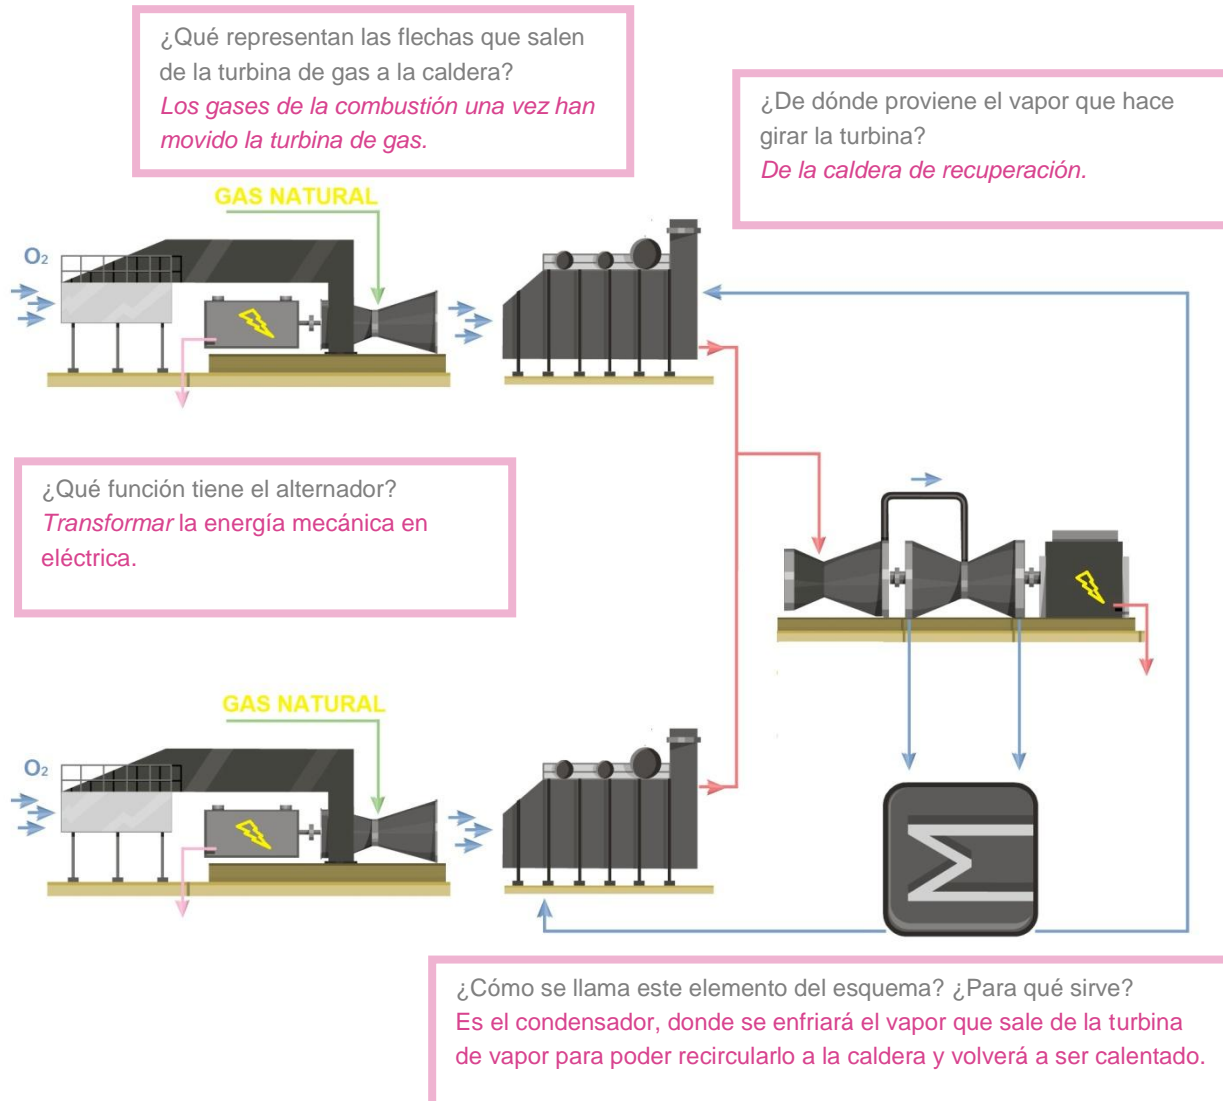 ¿Qué representan las flechas que salen
de la turbina de gas a la caldera?
Los gases de la combustión una vez han
movido la turbina de gas.
¿De dónde proviene el vapor que hace
girar la turbina?
De la caldera de recuperación.
GAS NATURAL
O₂
¿Qué función tiene el alternador?
Transformar la energía mecánica en
eléctrica.
GAS NATURAL
O₂
¿Cómo se llama este elemento del esquema? ¿Para qué sirve?
Es el condensador, donde se enfriará el vapor que sale de la turbina
de vapor para poder recircularlo a la caldera y volverá a ser calentado.